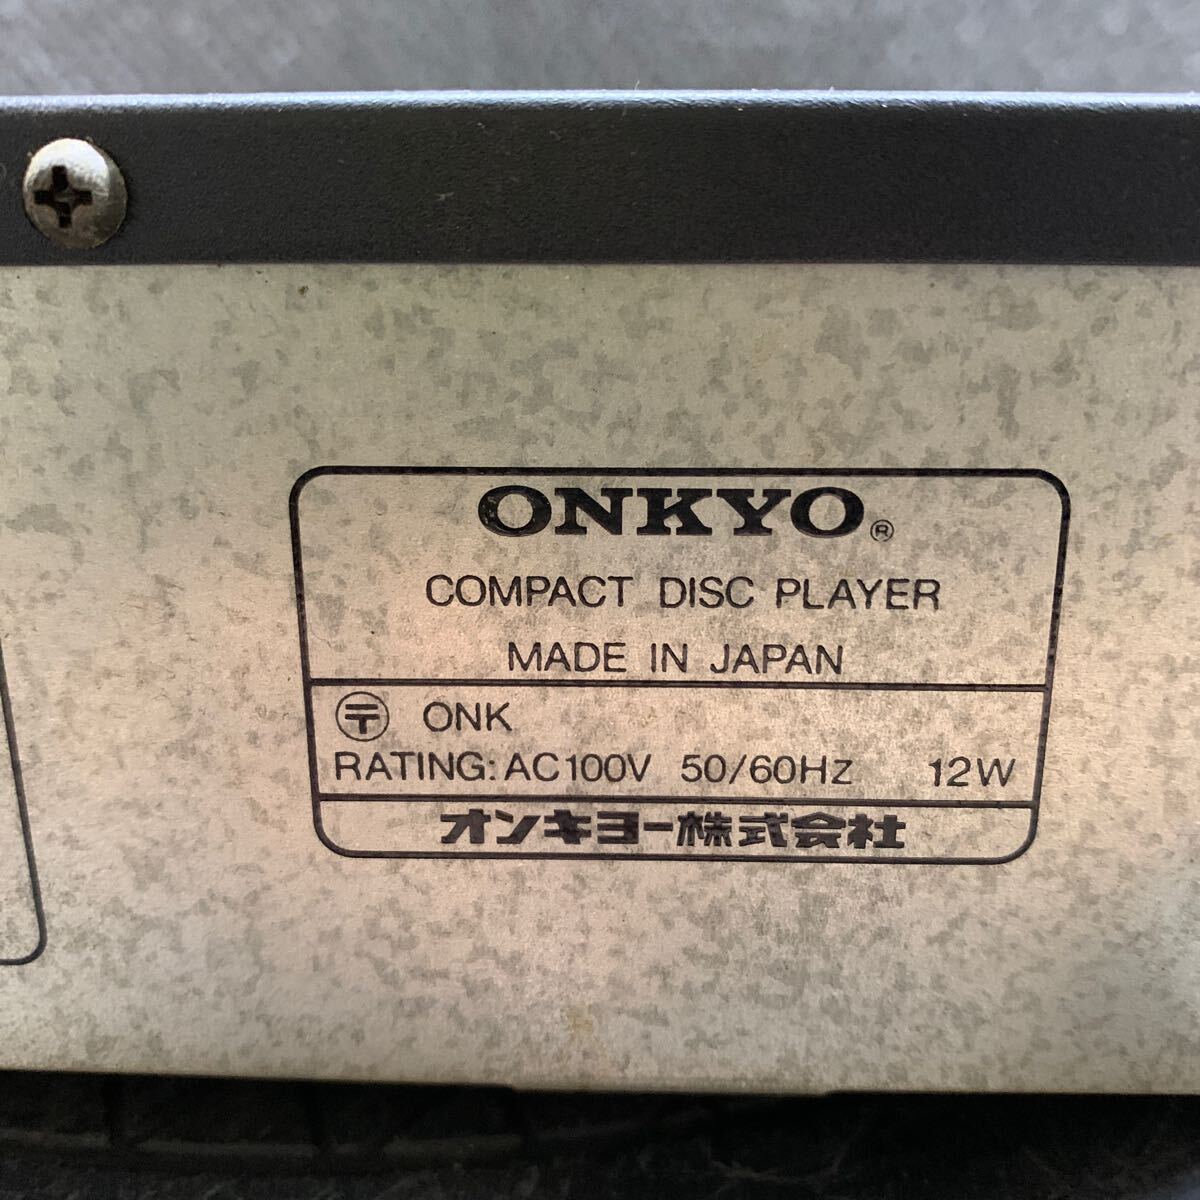 ONKYO®
COMPACT DISC PLAYER
MADE IN JAPAN
〶 ONK
RATING: AC100V 50/60Hz 12W
オンキヨー株式会社